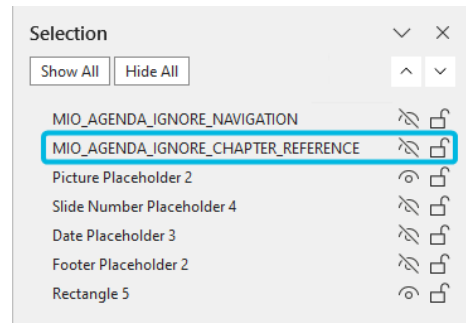 Selection
Show All Hide All
MIO_AGENDA_IGNORE_NAVIGATION
MIO_AGENDA_IGNORE_CHAPTER_REFERENCE
Picture Placeholder 2
Slide Number Placeholder 4
Date Placeholder 3
Footer Placeholder 2
Rectangle 5